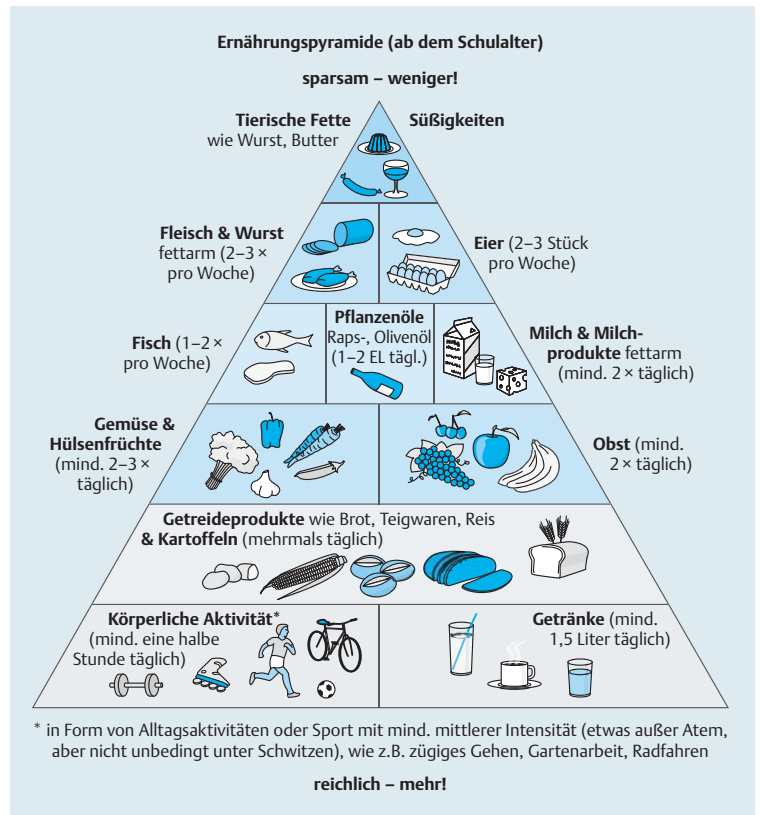 Ernährungspyramide (ab dem Schulalter)
sparsam – weniger!
Tierische Fette
wie Wurst, Butter
Süßigkeiten
Fleisch & Wurst
fettarm (2–3 ×
pro Woche)
Eier (2–3 Stück
pro Woche)
Fisch (1–2 ×
pro Woche)
Pflanzenöle
Raps-, Olivenöl
(1–2 EL tägl.)
Milch & Milch-
produkte fettarm
(mind. 2 × täglich)
Gemüse &
Hülsenfrüchte
(mind. 2–3 ×
täglich)
Obst (mind.
2 × täglich)
Getreideprodukte wie Brot, Teigwaren, Reis
& Kartoffeln (mehrmals täglich)
Körperliche Aktivität*
(mind. eine halbe
Stunde täglich)
Getränke (mind.
1,5 Liter täglich)
* in Form von Alltagsaktivitäten oder Sport mit mind. mittlerer Intensität (etwas außer Atem,
aber nicht unbedingt unter Schwitzen), wie z.B. zügiges Gehen, Gartenarbeit, Radfahren
reichlich – mehr!